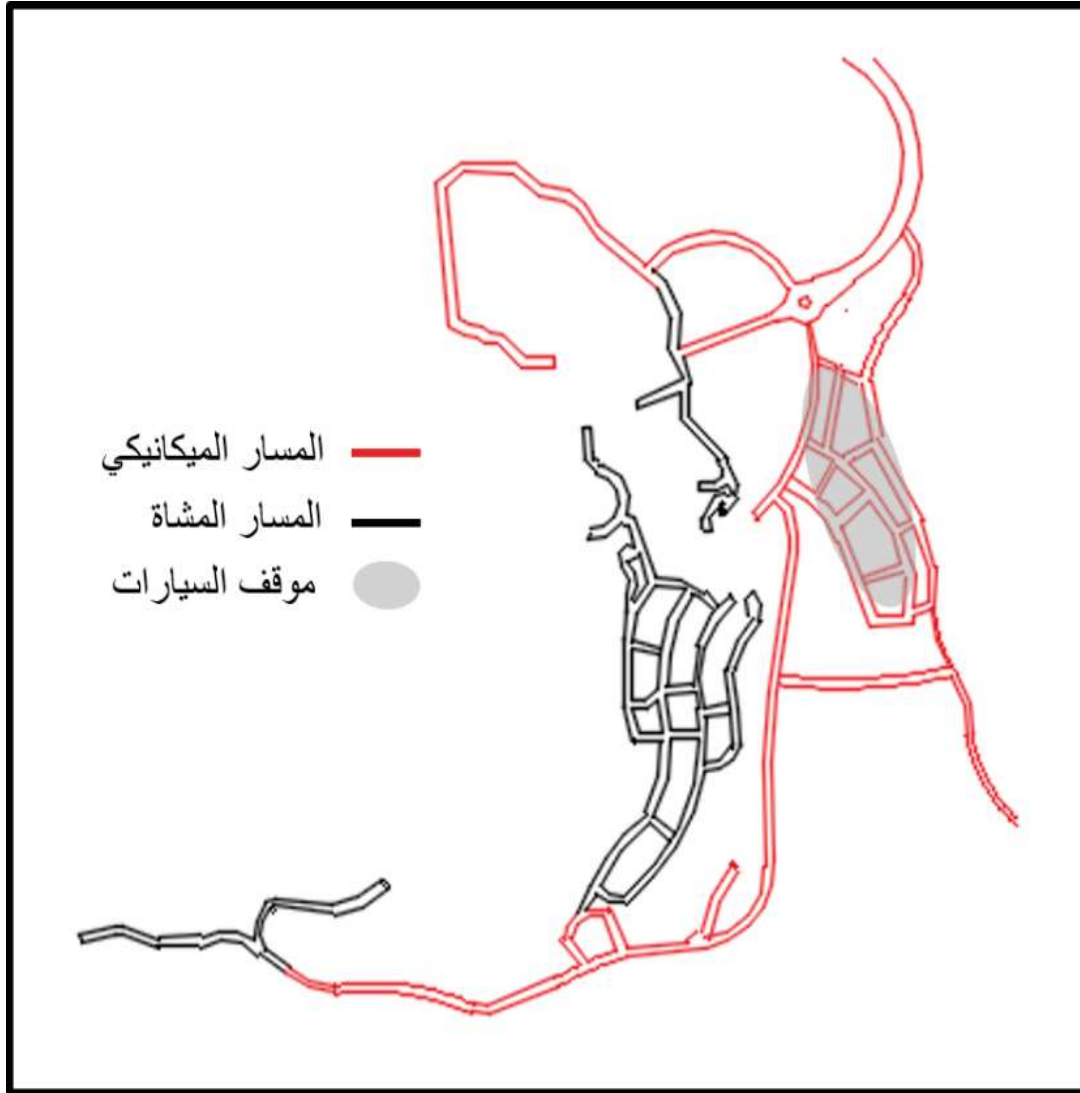 المسار الميكانيكي
المسار المشاة
موقف السيارات